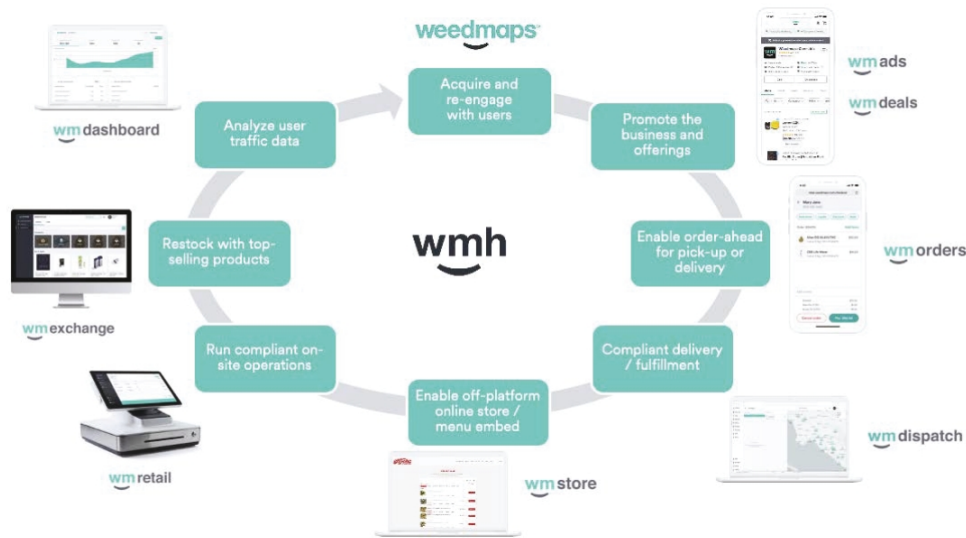 weedmaps™
Acquire and
re-engage
with users
Promote the
business and
offerings
wm ads
wm deals
Enable order-ahead
for pick-up or
delivery
wm orders
Compliant delivery
/ fulfillment
wm dispatch
Enable off-platform
online store /
menu embed
wm store
Run compliant on-
site operations
wm retail
Restock with top-
selling products
wm exchange
Analyze user
traffic data
wm dashboard
wmh